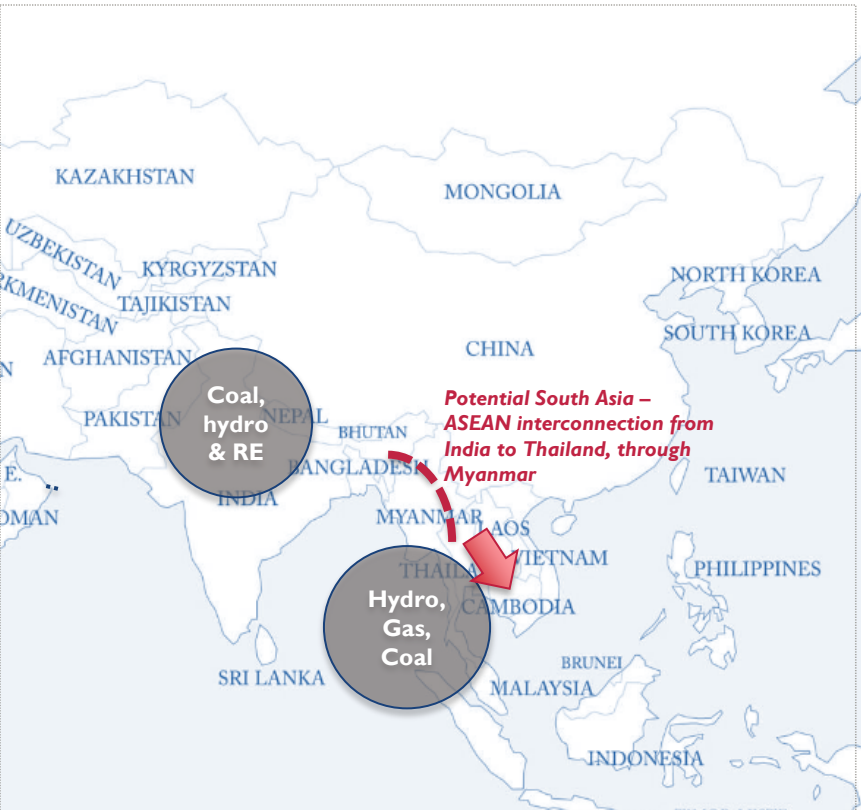 KAZAKHSTAN
MONGOLIA
UZBEKISTAN
KYRGYZSTAN
NORTH KOREA
RKMENISTAN
TAJIKISTAN
SOUTH KOREA
CHINA
AFGHANISTAN
N
Coal,
hydro
& RE
Potential South Asia –
ASEAN interconnection from
India to Thailand, through
Myanmar
PAKISTAN
NEPAL
BHUTAN
BANGLADESH
E.
TAIWAN
INDIA
OMAN
MYANMAR
LAOS
VIETNAM
THAILA
PHILIPPINES
Hydro,
Gas,
Coal
CAMBODIA
BRUNEI
SRI LANKA
MALAYSIA
INDONESIA